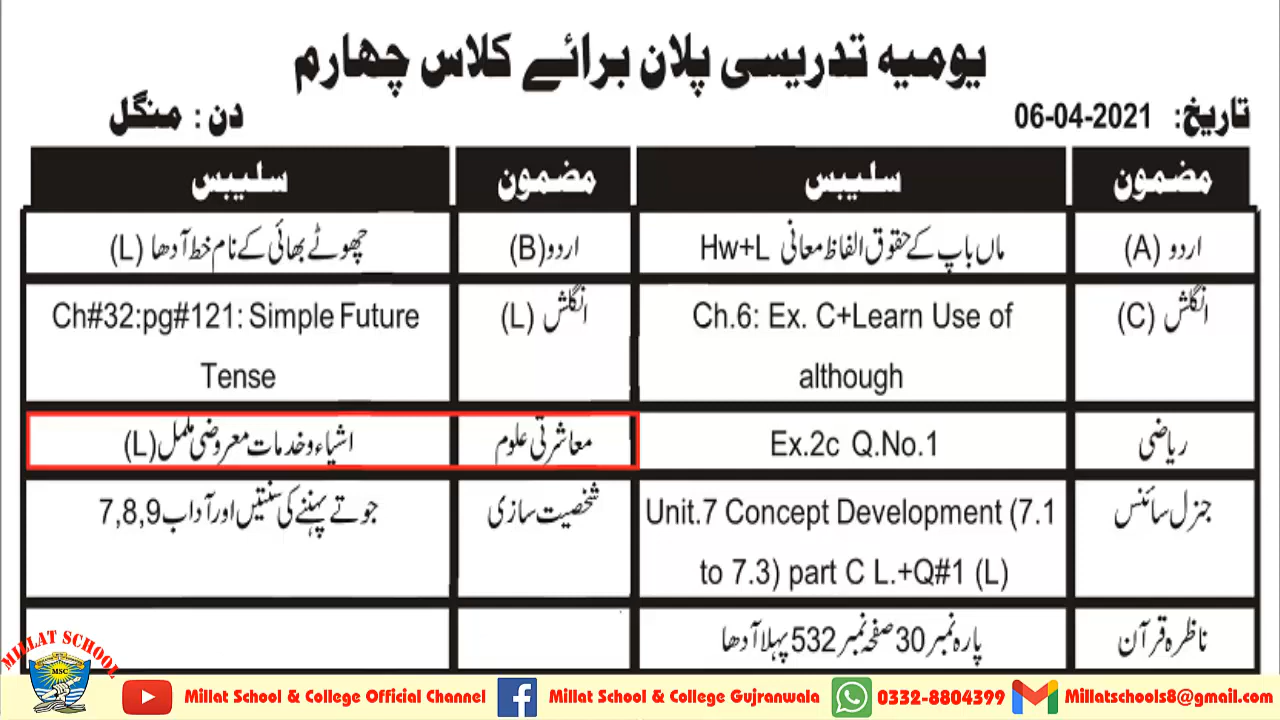 یومیہ تدریسی پلان برائے کلاس چہارم
تاریخ: 06-04-2021 دن : منگل
مضمون سلیبس مضمون سلیبس
اردو (A) ماں باپ کے حقوق الفاظ معانی Hw+L اردو(B) چھوٹے بھائی کے نام خط آدھا (L)
انگلش (C) Ch.6: Ex. C+Learn Use of although انگلش (L) Ch#32:pg#121: Simple Future Tense
ریاضی Ex.2c Q.No.1 معاشرتی علوم اشیاء و خدمات معروضی مکمل (L)
جنرل سائنس Unit.7 Concept Development (7.1 to 7.3) part C L.+Q#1 (L) شخصیت سازی جوتے پہننے کی سنتیں اور آداب 7,8,9
ناظرہ قرآن پارہ نمبر 30 صفحہ نمبر 532 پہلا آدھا
MILLAT SCHOOL
MSC
Millat School & College Official Channel Millat School & College Gujranwala 0332-8804399 Millatschools8@gmail.com